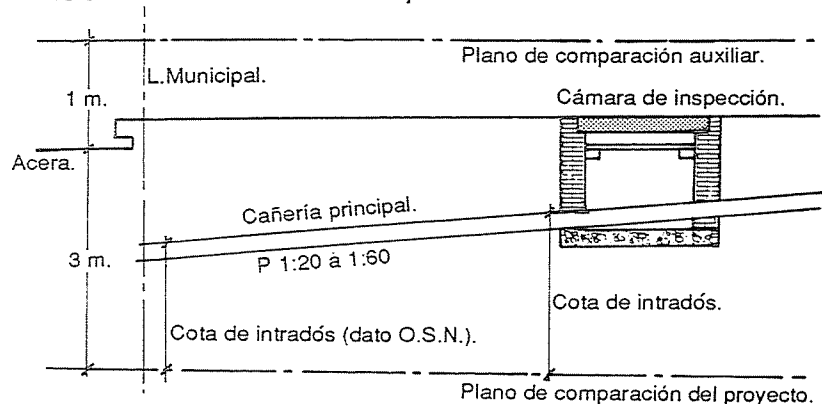 Plano de comparación auxiliar.
L.Municipal.
1 m.
Cámara de inspección.
Acera.
Cañería principal.
P 1:20 à 1:60
3 m.
Cota de intradós.
Cota de intradós (dato O.S.N.).
Plano de comparación del proyecto.